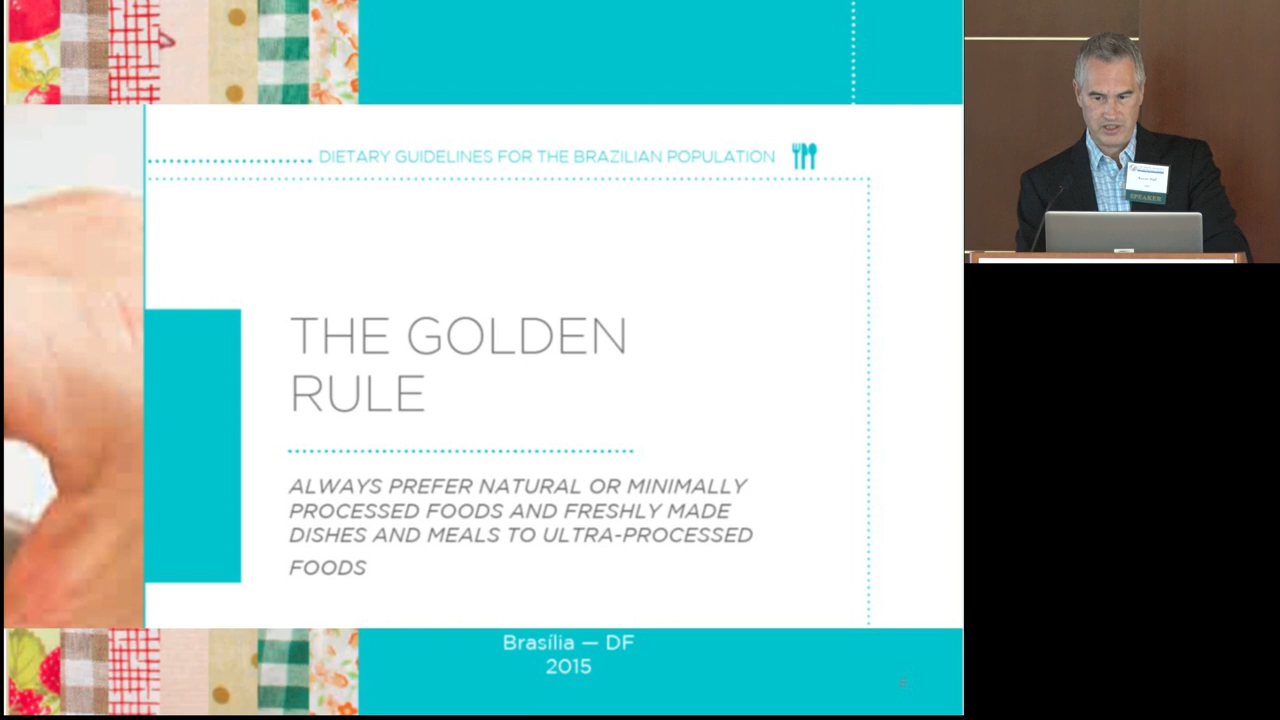 DIETARY GUIDELINES FOR THE BRAZILIAN POPULATION
THE GOLDEN
RULE
ALWAYS PREFER NATURAL OR MINIMALLY
PROCESSED FOODS AND FRESHLY MADE
DISHES AND MEALS TO ULTRA-PROCESSED
FOODS
Brasília — DF
2015
SPEAKER